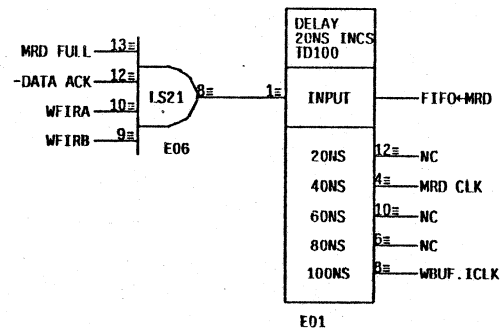 DELAY
20NS INCS
TD100
MRD FULL 13≡
-DATA ACK 12≡
LS21 8≡ 1≡ INPUT FIFO←MRD
WFIRA 10≡
WFIRB 9≡
E06
20NS 12≡ NC
40NS 4≡ MRD CLK
60NS 10≡ NC
80NS 6≡ NC
100NS 8≡ WBUF.ICLK
E01